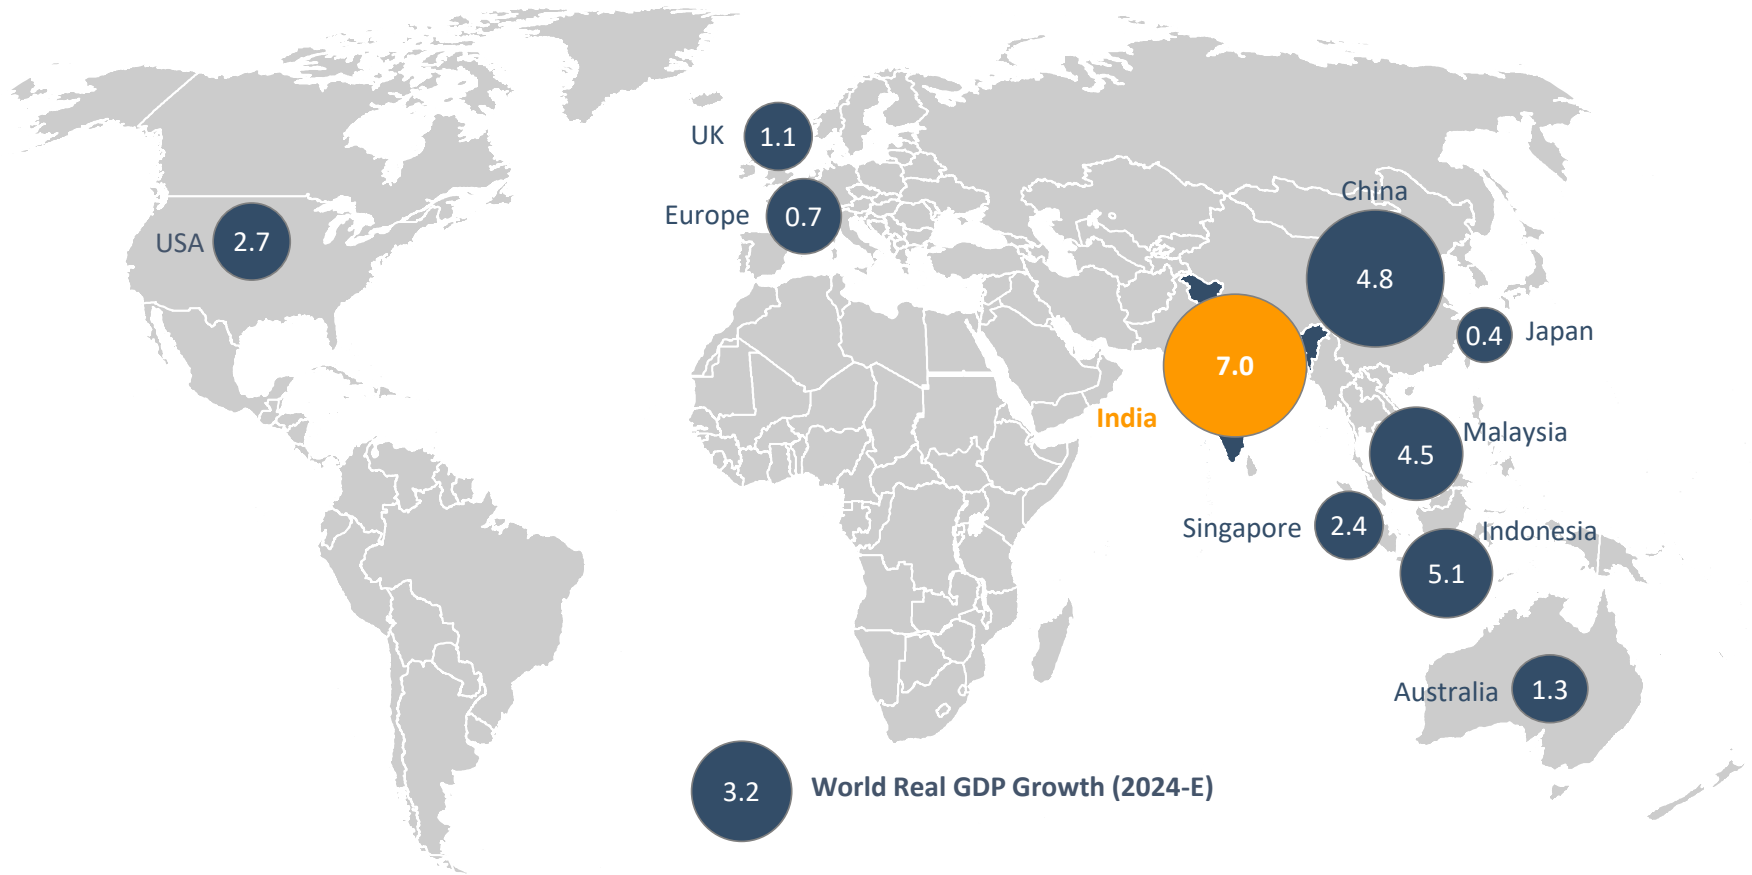 UK
1.1
Europe
0.7
USA
2.7
China
4.8
Japan
0.4
India
7.0
Malaysia
4.5
Singapore
2.4
Indonesia
5.1
Australia
1.3
3.2
World Real GDP Growth (2024-E)